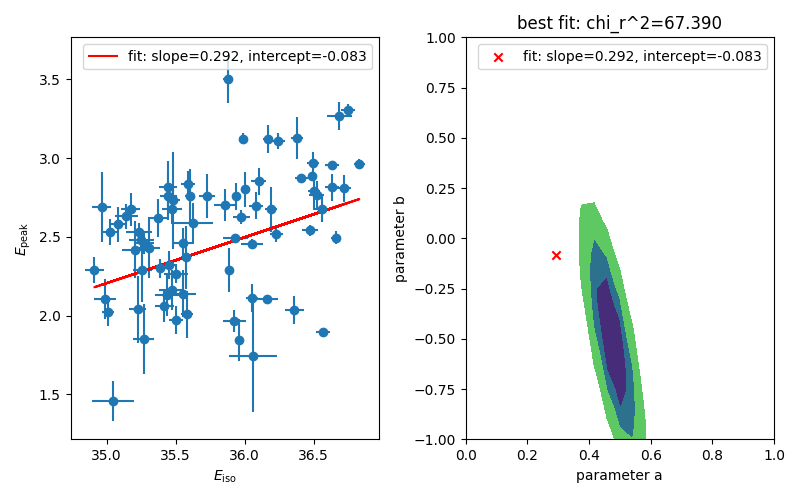 best fit: chi_r^2=67.390
fit: slope=0.292, intercept=-0.083
3.5
3.0
2.5
2.0
1.5
E_peak
35.0 35.5 36.0 36.5
E_iso
fit: slope=0.292, intercept=-0.083
1.00
0.75
0.50
0.25
0.00
−0.25
−0.50
−0.75
−1.00
parameter b
0.0 0.2 0.4 0.6 0.8 1.0
parameter a